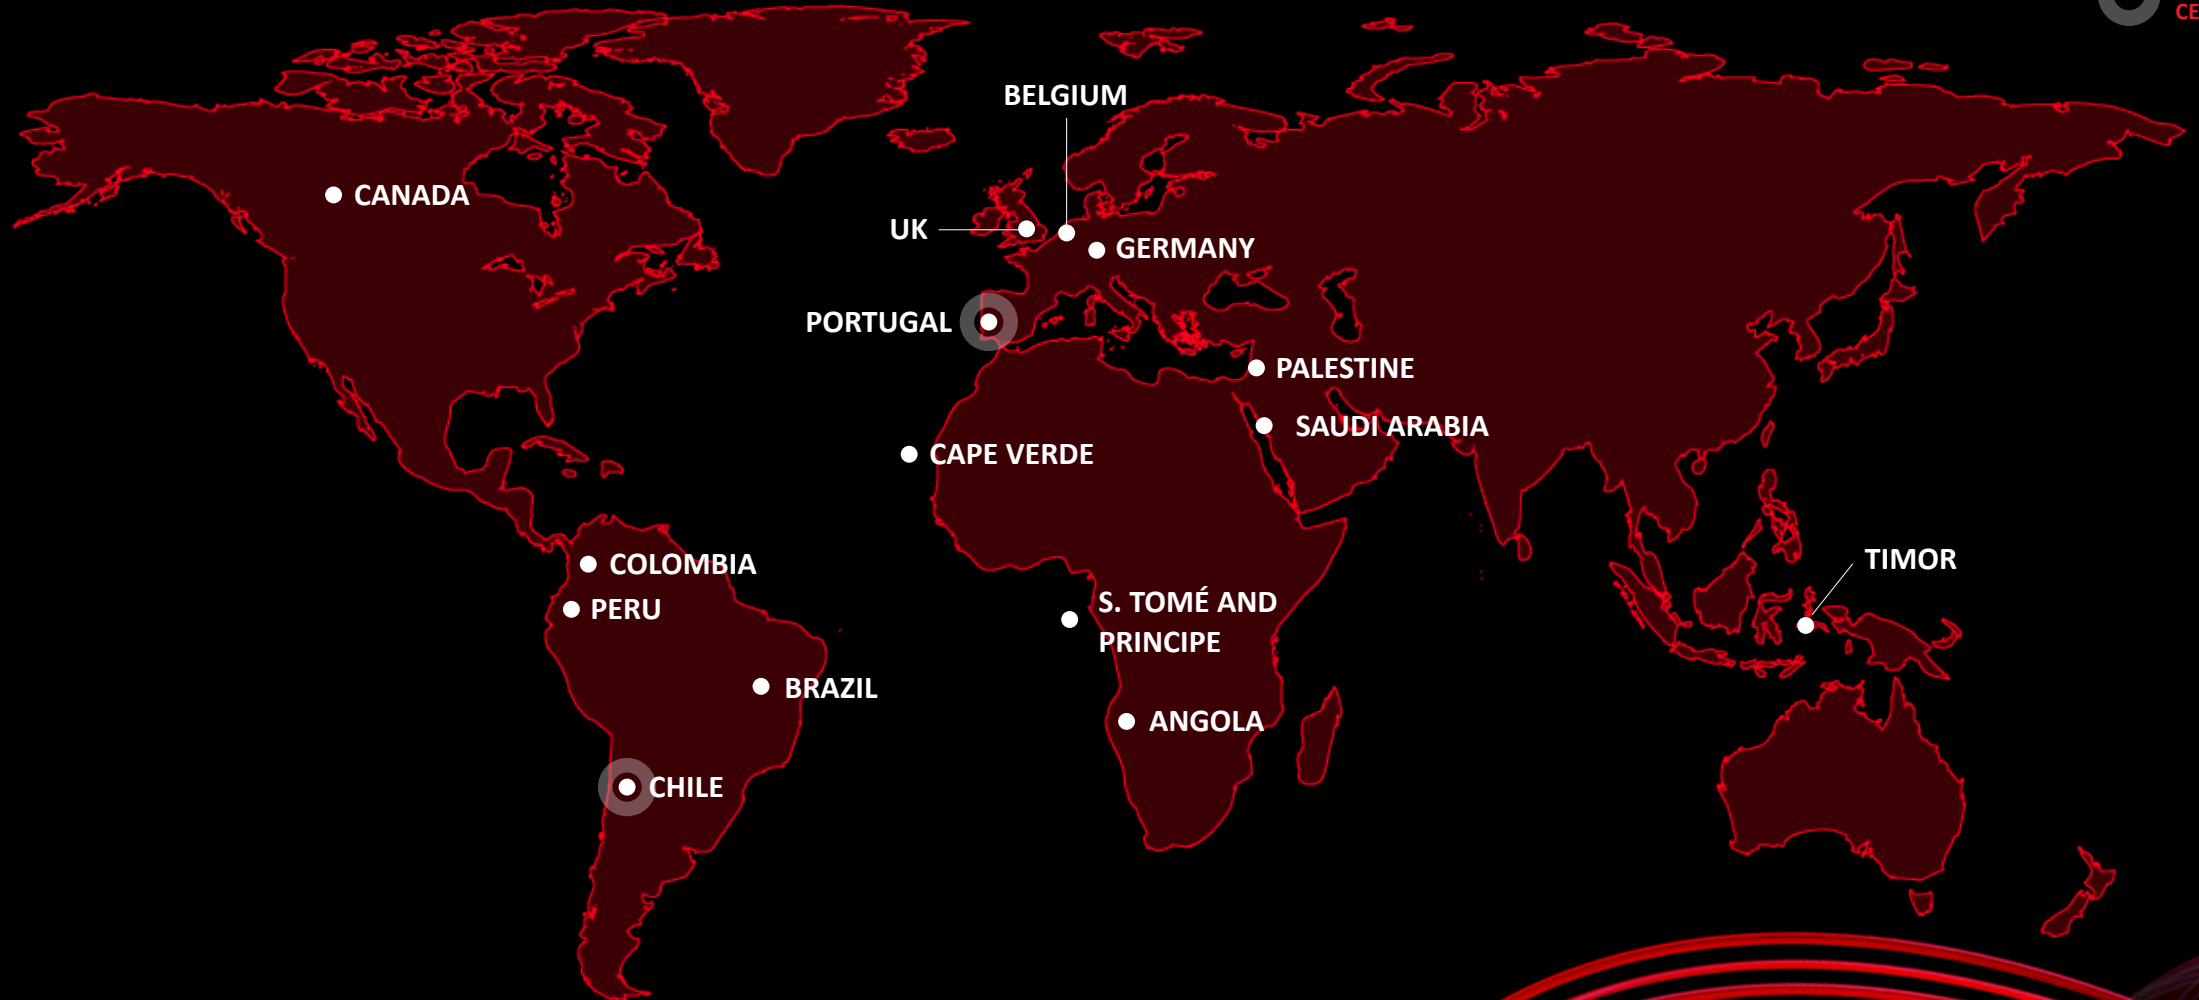 BELGIUM
CANADA
UK
GERMANY
PORTUGAL
PALESTINE
SAUDI ARABIA
CAPE VERDE
COLOMBIA
TIMOR
PERU
S. TOMÉ AND
PRINCIPE
BRAZIL
ANGOLA
CHILE